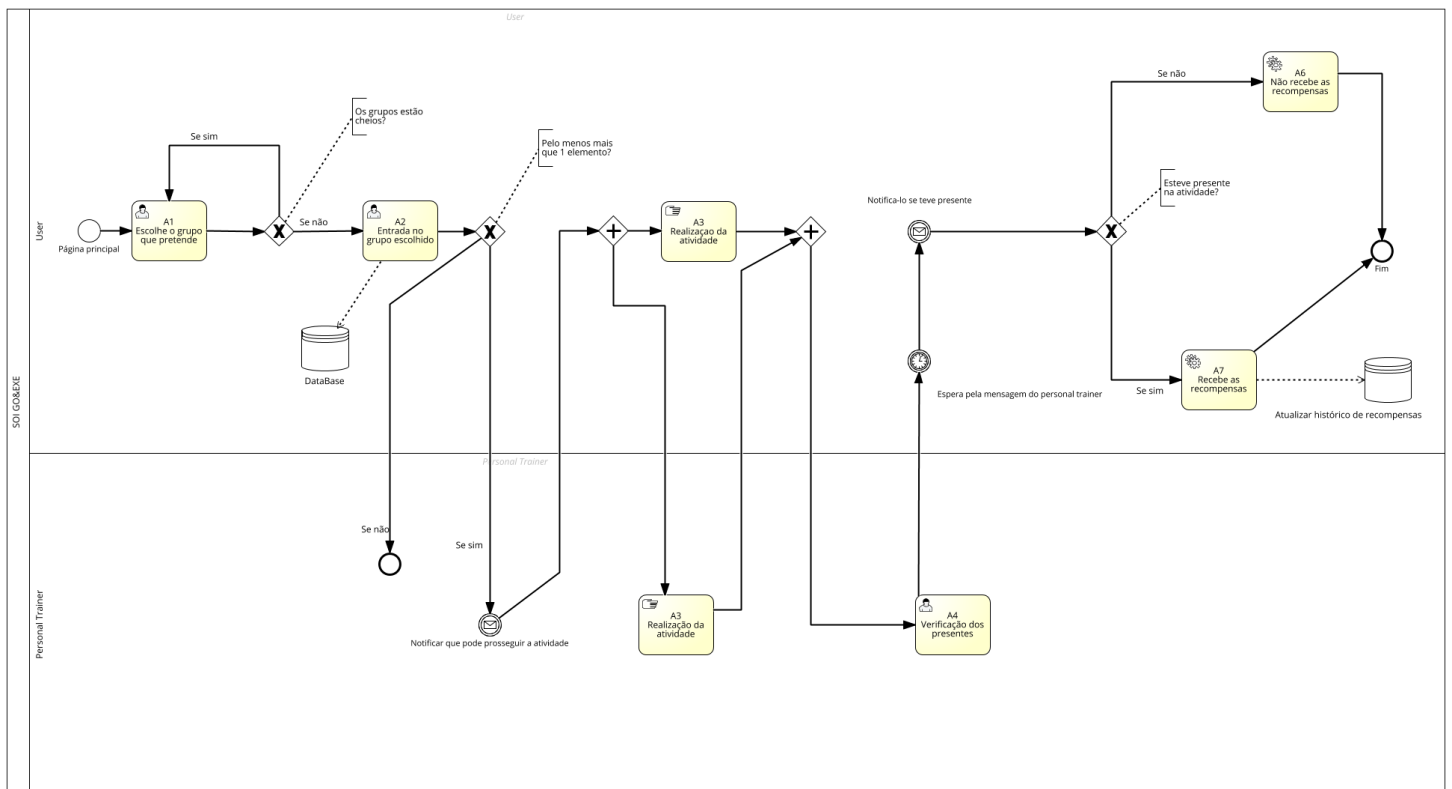 User
SOI GO&EXE
User
Página principal
A1
Escolhe o grupo
que pretende
Se sim
Os grupos estão
cheios?
Se não
A2
Entrada no
grupo escolhido
DataBase
Pelo menos mais
que 1 elemento?
A3
Realizaçao da
atividade
Notifica-lo se teve presente
Espera pela mensagem do personal trainer
Esteve presente
na atividade?
Se não
A6
Não recebe as
recompensas
Fim
Se sim
A7
Recebe as
recompensas
Atualizar histórico de recompensas
Personal Trainer
Personal Trainer
Se não
Se sim
Notificar que pode prosseguir a atividade
A3
Realização da
atividade
A4
Verificação dos
presentes